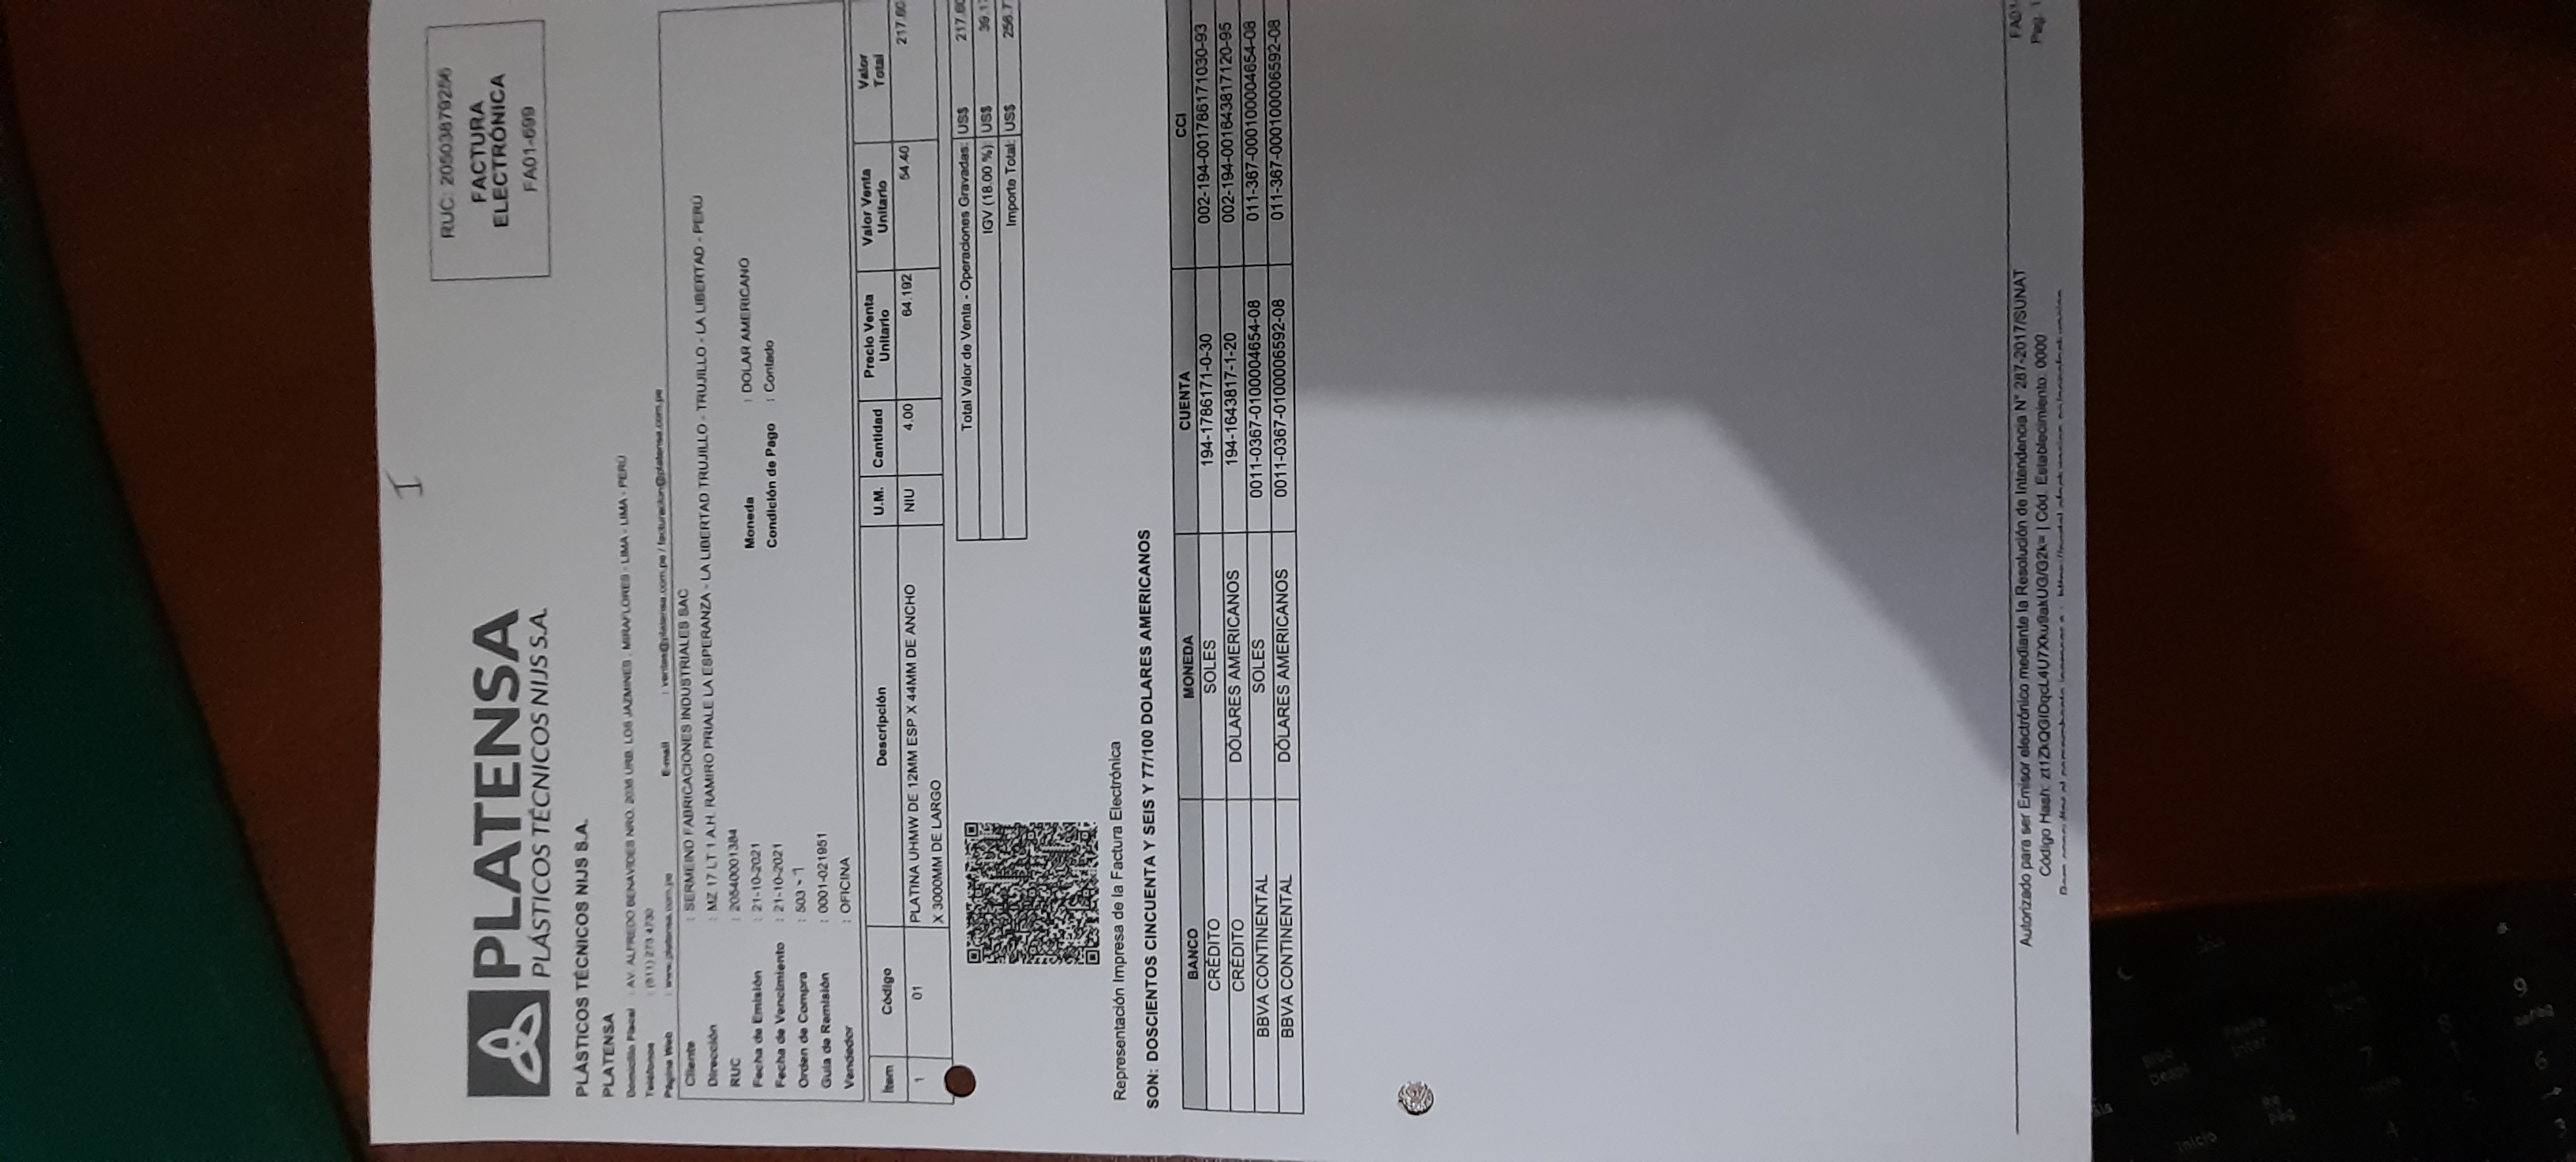 I
RUC: 20503879256
FACTURA
ELECTRÓNICA
FA01-699
PLATENSA
PLÁSTICOS TÉCNICOS NIJS S.A.
PLÁSTICOS TÉCNICOS NIJS S.A.
PLATENSA
Domicilio Fiscal : AV. ALFREDO BENAVIDES NRO. 2036 URB. LOS JAZMINES , MIRAFLORES - LIMA - LIMA - PERÚ
Teléfonos : (511) 273 4730
Página Web : www.platensa.com.pe E-mail : ventas@platensa.com.pe / facturacion@platensa.com.pe
Cliente : SERMEIND FABRICACIONES INDUSTRIALES SAC
Dirección : MZ 17 LT 1 A.H. RAMIRO PRIALE LA ESPERANZA - LA LIBERTAD TRUJILLO - TRUJILLO - LA LIBERTAD - PERÚ
RUC : 20540001384
Fecha de Emisión : 21-10-2021 Moneda : DOLAR AMERICANO
Fecha de Vencimiento : 21-10-2021 Condición de Pago : Contado
Orden de Compra : 503 - 1
Guía de Remisión : 0001-021951
Vendedor : OFICINA
Ítem Código Descripción U.M. Cantidad Precio Venta Unitario Valor Venta Unitario Valor Total
1 01 PLATINA UHMW DE 12MM ESP X 44MM DE ANCHO NIU 4.00 64.192 54.40 217.60
X 3000MM DE LARGO
Total Valor de Venta - Operaciones Gravadas: US$ 217.60
IGV (18.00 %): US$ 39.1
Importe Total: US$ 256.7
Representación Impresa de la Factura Electrónica
SON: DOSCIENTOS CINCUENTA Y SEIS Y 77/100 DOLARES AMERICANOS
BANCO MONEDA CUENTA CCI
CRÉDITO SOLES 194-1786171-0-30 002-194-001786171030-93
CRÉDITO DÓLARES AMERICANOS 194-1643817-1-20 002-194-001643817120-95
BBVA CONTINENTAL SOLES 0011-0367-0100004654-08 011-367-000100004654-08
BBVA CONTINENTAL DÓLARES AMERICANOS 0011-0367-0100006592-08 011-367-000100006592-08
Autorizado para ser Emisor electrónico mediante la Resolución de Intendencia N° 287-2017/SUNAT
FA01-
Código Hash: zt1ZkQGIDqcL4U7Xku9akUG/G2k= | Cód. Establecimiento: 0000
Pag. 1